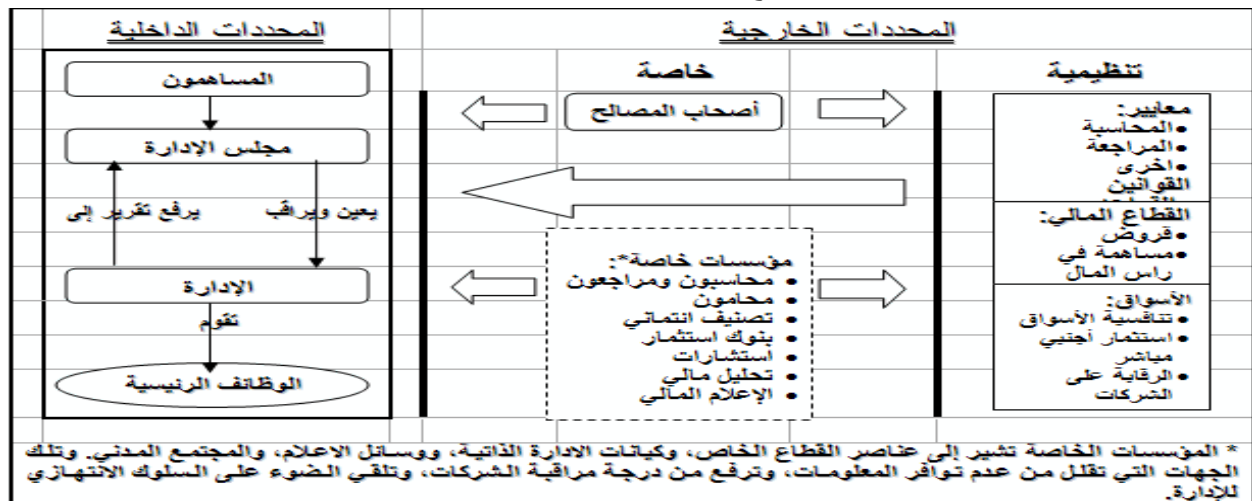 المحددات الخارجية
المحددات الداخلية
تنظيمية
خاصة
معايير:
•المحاسبة
•المراجعة
•اخرى
القوانين
القطاع المالي:
•قروض
•مساهمة في
راس المال
الأسواق:
•تنافسية الأسواق
•استثمار أجنبي
مباشر
•الرقابة على
الشركات
أصحاب المصالح
مؤسسات خاصة*:
• محاسبون ومراجعون
• محامون
• تصنيف ائتماني
• بنوك استثمار
• استشارات
• تحليل مالي
• الإعلام المالي
المساهمون
مجلس الإدارة
يعين ويراقب
يرفع تقرير إلى
الإدارة
تقوم
الوظائف الرئيسية
* المؤسسات الخاصة تشير إلى عناصر القطاع الخاص، وكيانات الادارة الذاتية، ووسائل الاعلام، والمجتمع المدني. وتلك
الجهات التي تقلل من عدم توافر المعلومات، وترفع من درجة مراقبة الشركات، وتلقي الضوء على السلوك الانتهازي
للإدارة.